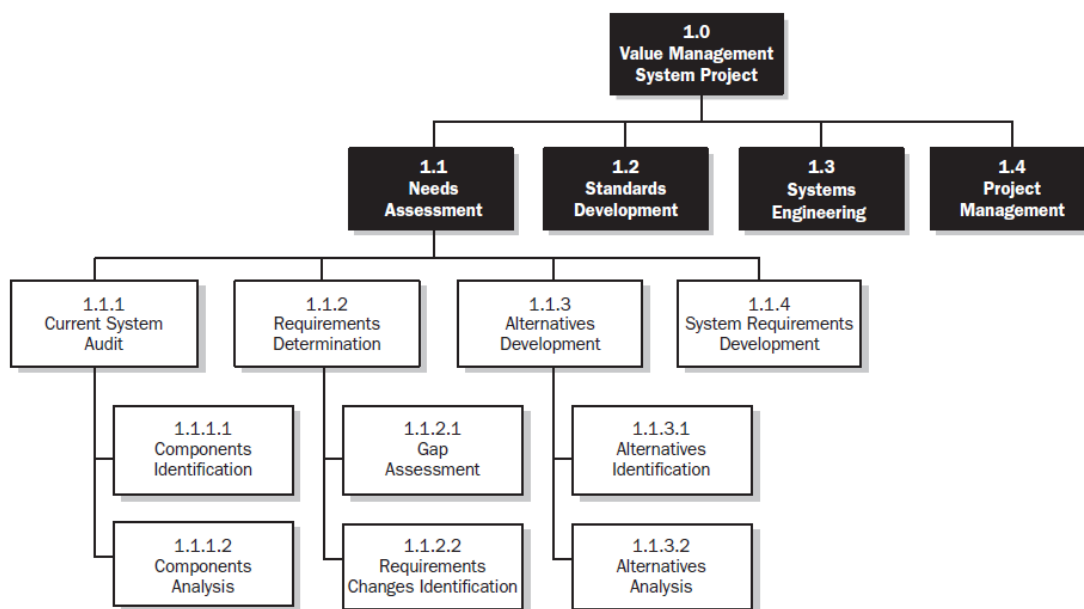 1.0
Value Management
System Project
1.1
Needs
Assessment
1.2
Standards
Development
1.3
Systems
Engineering
1.4
Project
Management
1.1.1
Current System
Audit
1.1.2
Requirements
Determination
1.1.3
Alternatives
Development
1.1.4
System Requirements
Development
1.1.1.1
Components
Identification
1.1.2.1
Gap
Assessment
1.1.3.1
Alternatives
Identification
1.1.1.2
Components
Analysis
1.1.2.2
Requirements
Changes Identification
1.1.3.2
Alternatives
Analysis